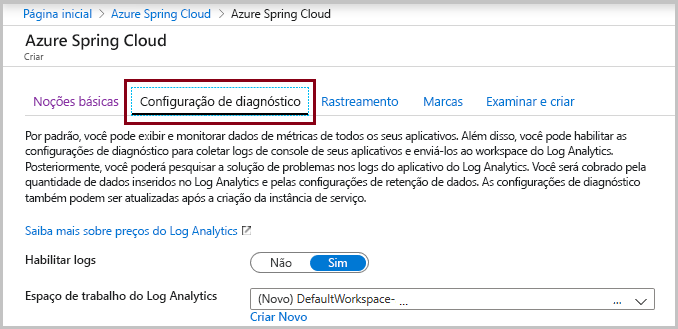 Página inicial > Azure Spring Cloud > Azure Spring Cloud
Azure Spring Cloud
Criar
Noções básicas Configuração de diagnóstico Rastreamento Marcas Examinar e criar
Por padrão, você pode exibir e monitorar dados de métricas de todos os seus aplicativos. Além disso, você pode habilitar as
configurações de diagnóstico para coletar logs de console de seus aplicativos e enviá-los ao workspace do Log Analytics.
Posteriormente, você poderá pesquisar a solução de problemas nos logs do aplicativo do Log Analytics. Você será cobrado pela
quantidade de dados inseridos no Log Analytics e pelas configurações de retenção de dados. As configurações de diagnóstico
também podem ser atualizadas após a criação da instância de serviço.
Saiba mais sobre preços do Log Analytics
Habilitar logs Não Sim
Espaço de trabalho do Log Analytics (Novo) DefaultWorkspace- ... ...
Criar Novo